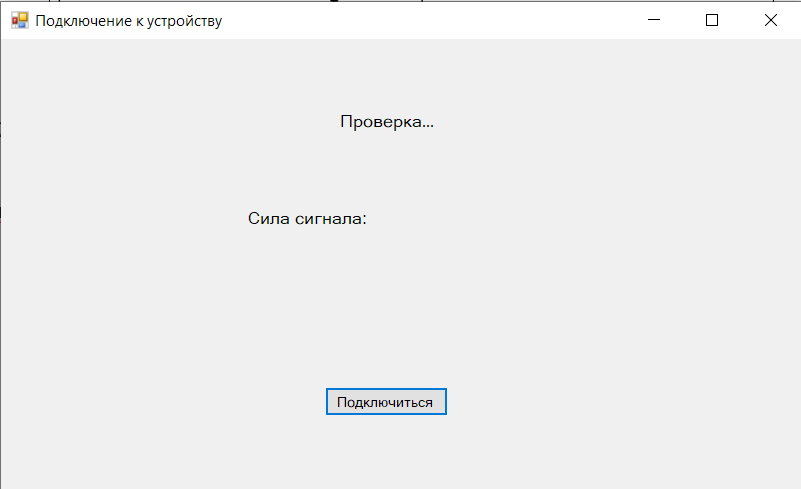 Подключение к устройству
Проверка...
Сила сигнала:
Подключиться